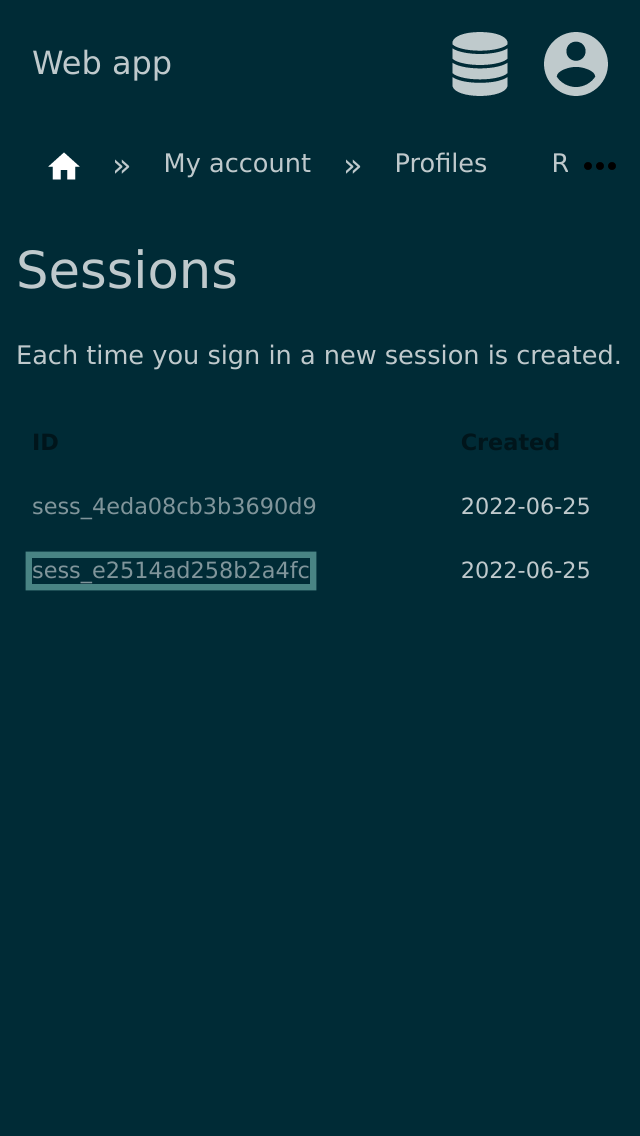 Web app
» My account » Profiles R •••
Sessions
Each time you sign in a new session is created.
ID Created
sess_4eda08cb3b3690d9 2022-06-25
sess_e2514ad258b2a4fc 2022-06-25